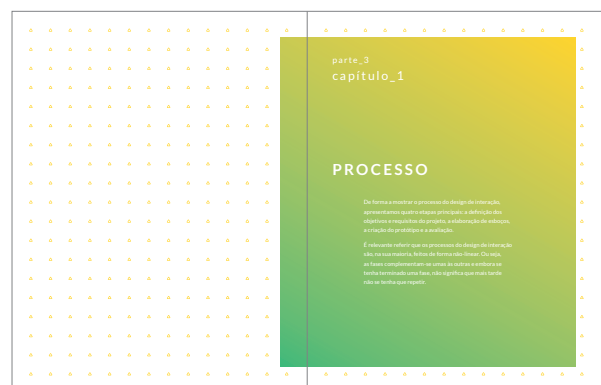 parte_3
capítulo_1
PROCESSO
De forma a mostrar o processo do design de interação,
apresentamos quatro etapas principais; a definição dos
objetivos e requisitos do projeto, a elaboração de esboços,
a criação do protótipo e a avaliação.
É relevante referir que os processos do design de interação
são, na sua maioria, feitos de forma não-linear. Ou seja,
as fases complementam-se umas às outras e embora se
tenha terminado uma fase, não significa que mais tarde
não se tenha que repetir.